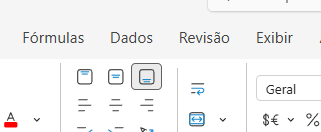 Fórmulas Dados Revisão Exibir
Geral
A $€ %